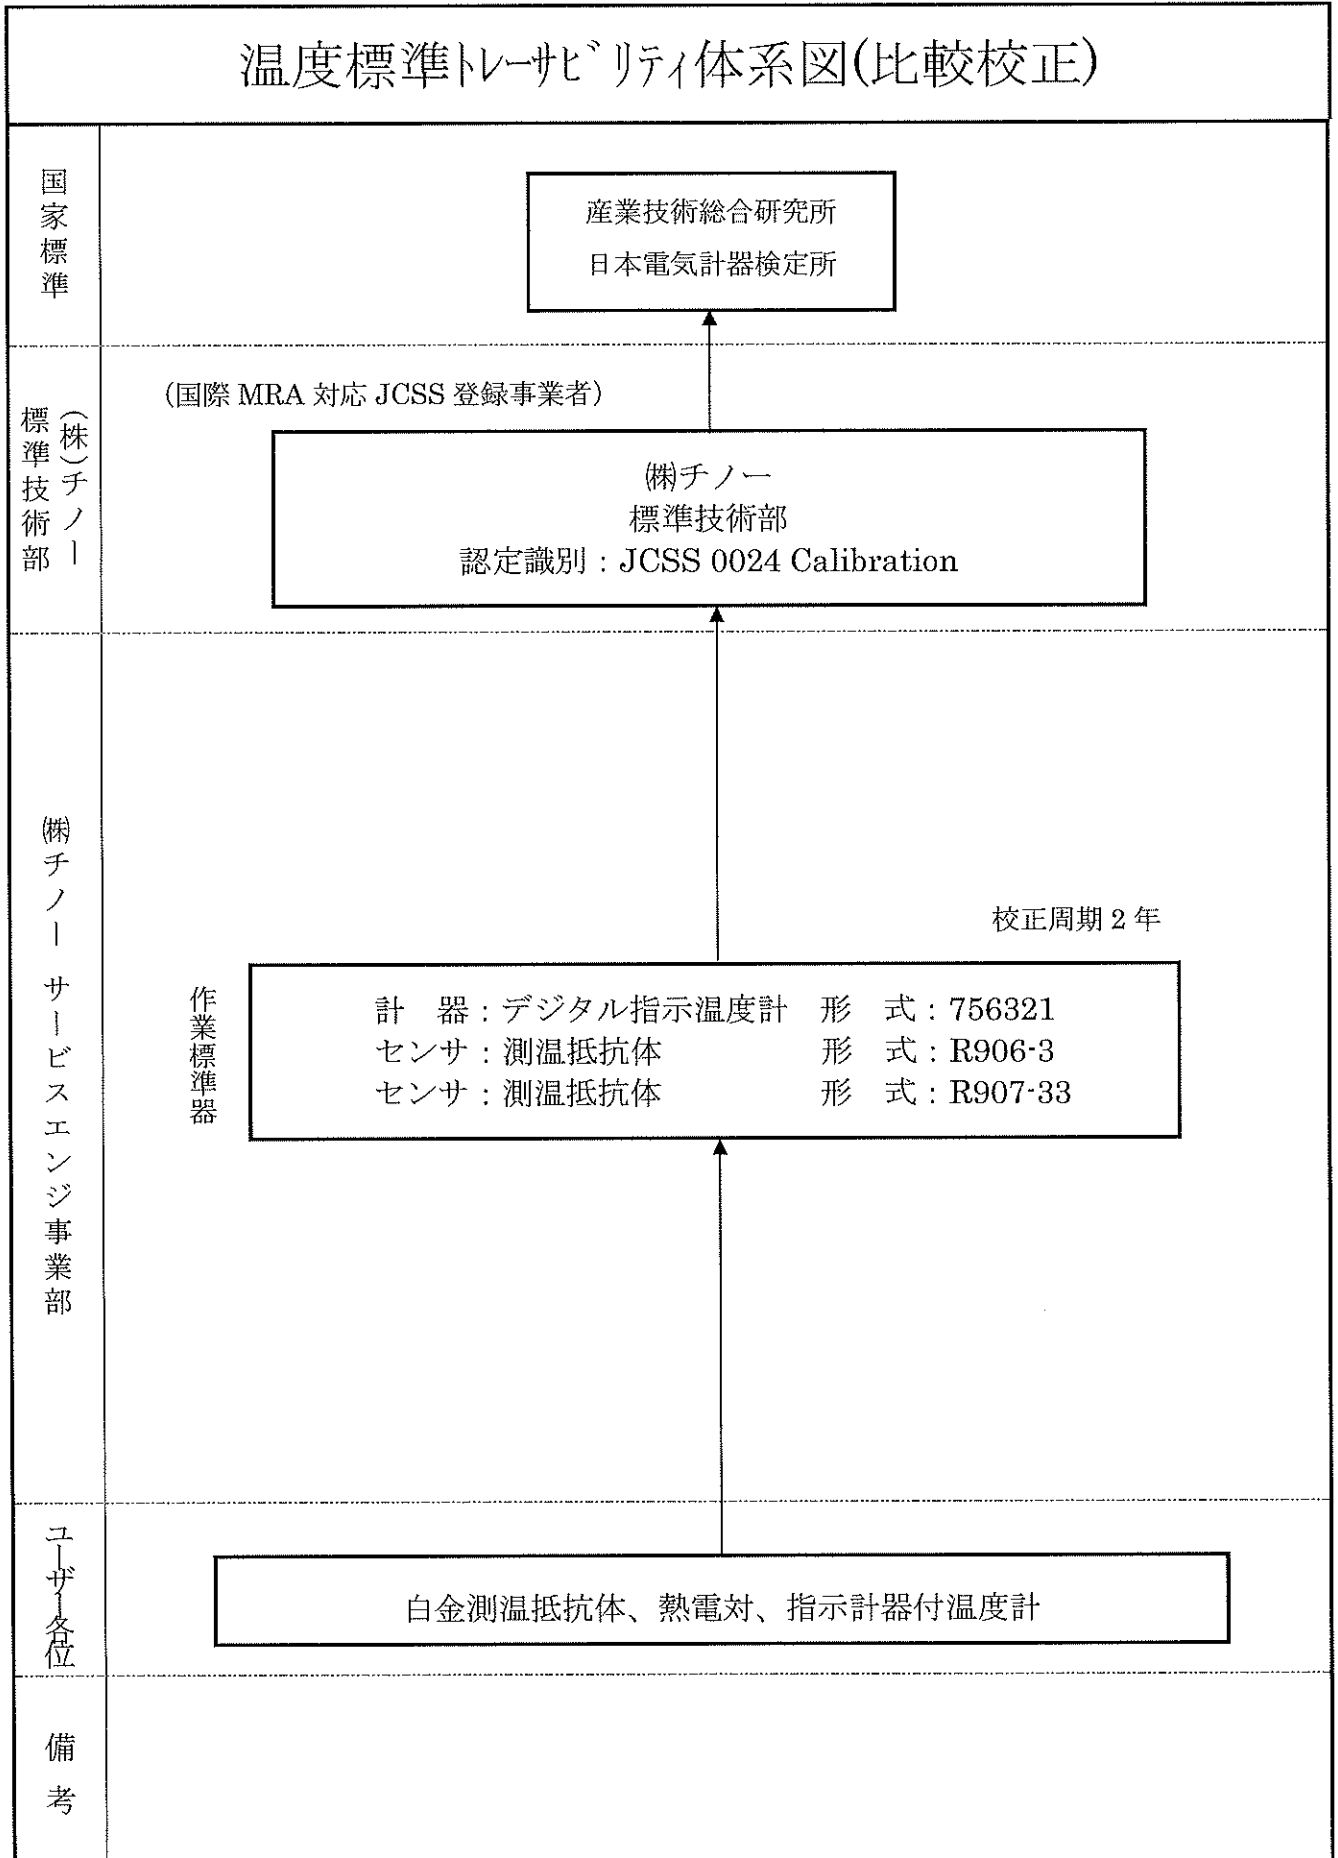 温度標準ﾄﾚｰｻﾋﾞﾘﾃｨ体系図(比較校正)
国家標準
産業技術総合研究所
日本電気計器検定所
(株)チノー
標準技術部
(国際 MRA 対応 JCSS 登録事業者)
㈱チノー
標準技術部
認定識別：JCSS 0024 Calibration
㈱チノー サービスエンジ事業部
校正周期 2 年
作業標準器
計　器：デジタル指示温度計　形　式：756321
センサ：測温抵抗体　形　式：R906-3
センサ：測温抵抗体　形　式：R907-33
ユーザー各位
白金測温抵抗体、熱電対、指示計器付温度計
備考